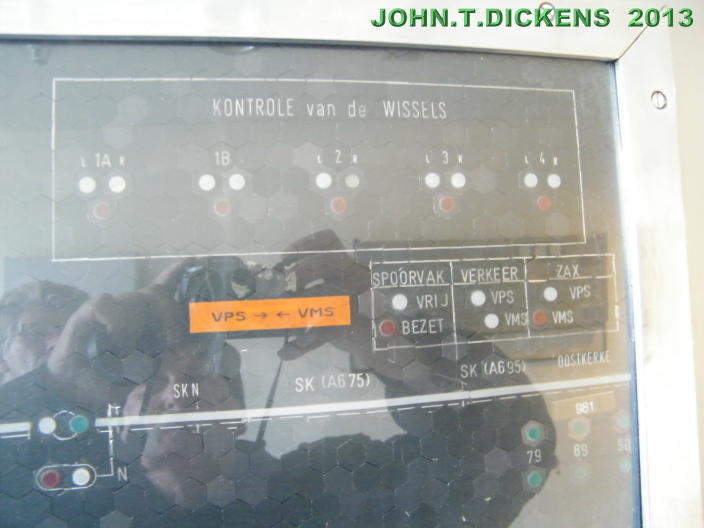 JOHN.T.DICKENS 2013
KONTROLE van de WISSELS
L 1A R 1B L 2 R L 3 R L 4 R
SPOORVAK VERKEER ZAX
VRIJ VPS VPS
BEZET VMS VMS
VPS → ← VMS
SKN SK (A675) SK (A695) OOSTKERKE
981
79 89 90
N